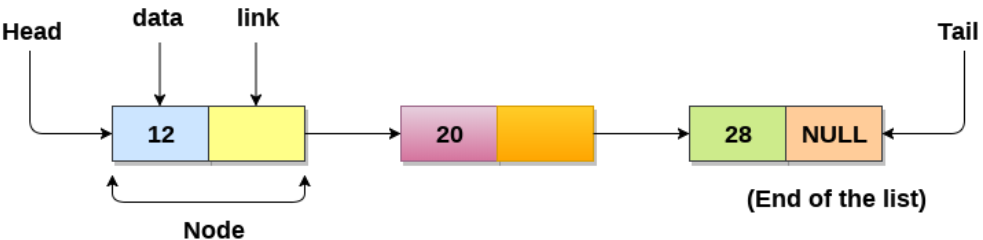 data
link
Head
Tail
12
20
28
NULL
(End of the list)
Node